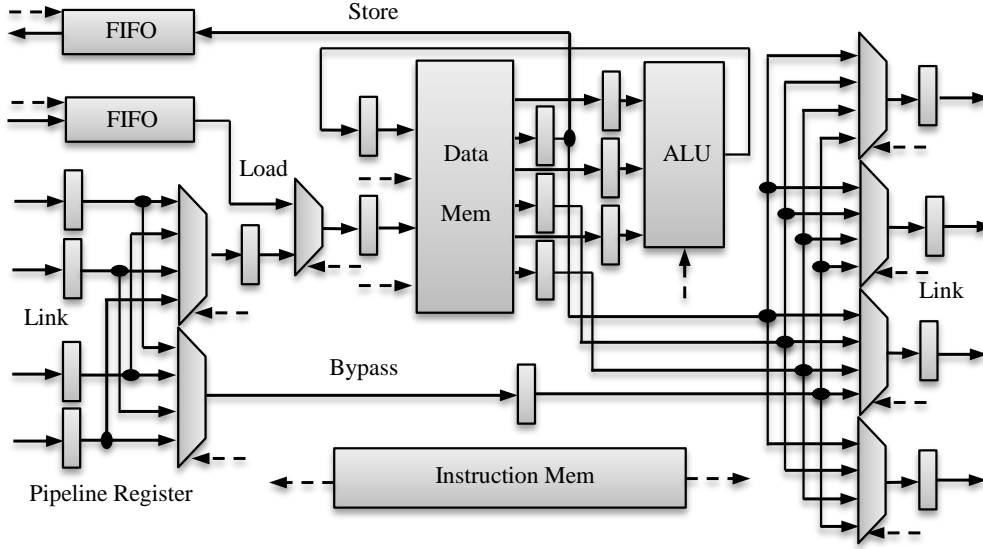 Store
FIFO
FIFO
Load
Data
Mem
ALU
Link
Link
Bypass
Instruction Mem
Pipeline Register